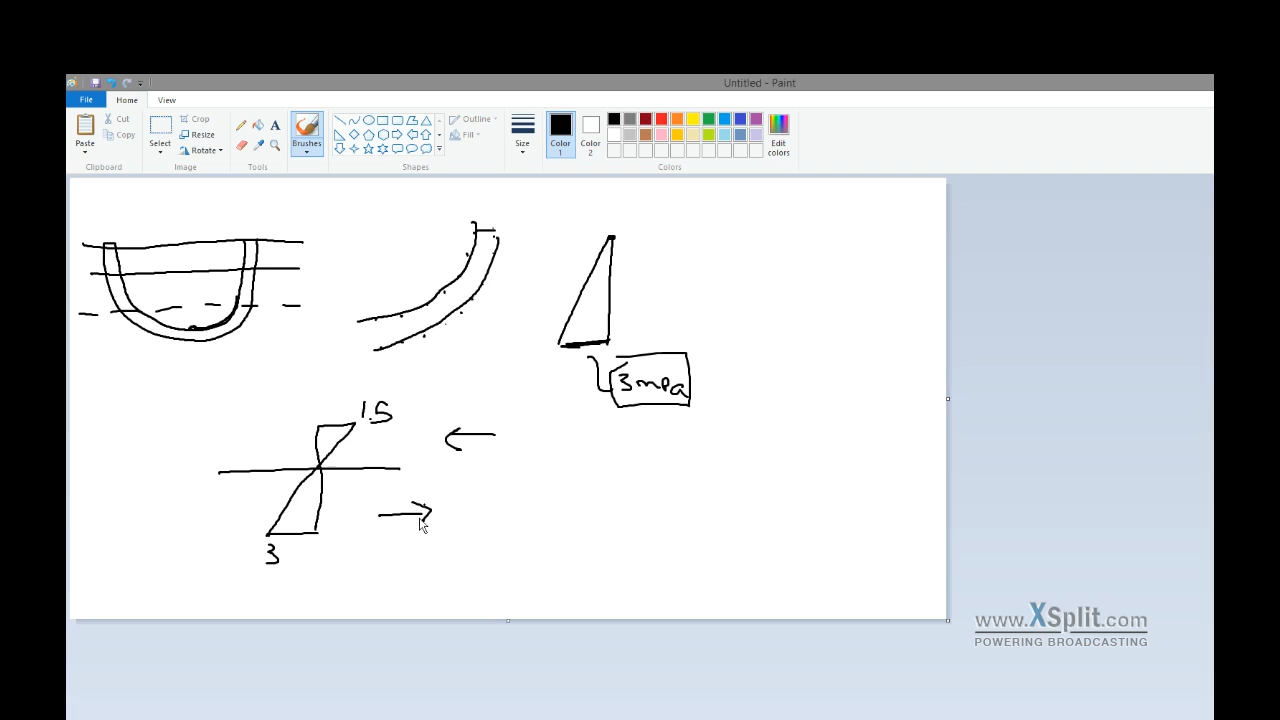 Untitled - Paint
File Home View
Paste
Cut
Copy
Clipboard
Select
Crop
Resize
Rotate
Image
Tools
Brushes
Shapes
Outline
Fill
Size
Color 1
Color 2
Edit colors
Colors
3mPa
1.5
3
www.XSplit.com
POWERING BROADCASTING